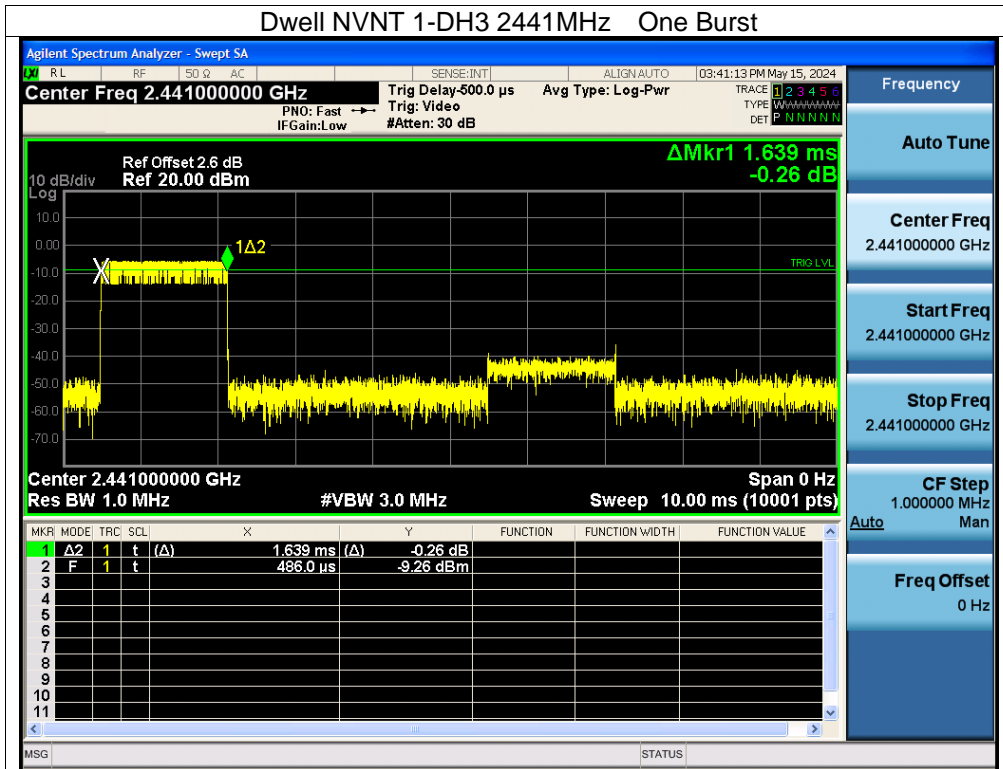 Dwell NVNT 1-DH3 2441MHz One Burst
Agilent Spectrum Analyzer - Swept SA
LXI RL RF 50 Ω AC SENSE:INT ALIGN AUTO 03:41:13 PM May 15, 2024
Center Freq 2.441000000 GHz Trig Delay-500.0 µs Avg Type: Log-Pwr TRACE 1 2 3 4 5 6
PNO: Fast Trig: Video TYPE WWWWWW
IFGain:Low #Atten: 30 dB DET P N N N N N
Frequency
Auto Tune
Center Freq
2.441000000 GHz
Start Freq
2.441000000 GHz
Stop Freq
2.441000000 GHz
CF Step
1.000000 MHz
Auto Man
Freq Offset
0 Hz
ΔMkr1 1.639 ms
-0.26 dB
Ref Offset 2.6 dB
10 dB/div Ref 20.00 dBm
Log
10.0
0.00
-10.0
-20.0
-30.0
-40.0
-50.0
-60.0
-70.0
1Δ2
TRIG LVL
Center 2.441000000 GHz Span 0 Hz
Res BW 1.0 MHz #VBW 3.0 MHz Sweep 10.00 ms (10001 pts)
MKR MODE TRC SCL X Y FUNCTION FUNCTION WIDTH FUNCTION VALUE
1 Δ2 1 t (Δ) 1.639 ms (Δ) -0.26 dB
2 F 1 t 486.0 µs -9.26 dBm
3
4
5
6
7
8
9
10
11
MSG STATUS